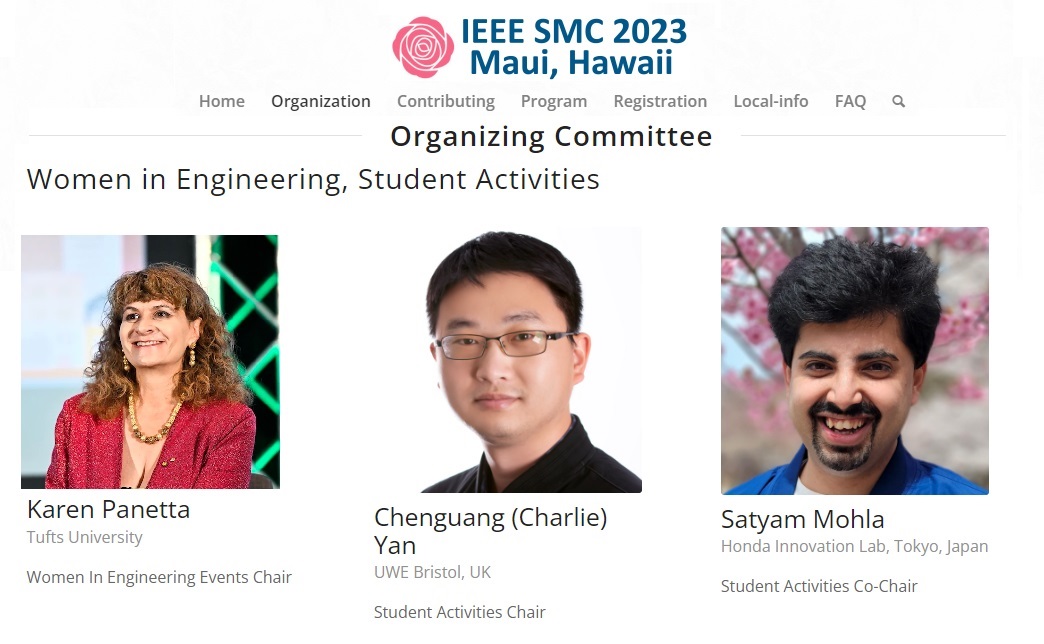 IEEE SMC 2023
Maui, Hawaii
Home Organization Contributing Program Registration Local-info FAQ
Organizing Committee
Women in Engineering, Student Activities
Karen Panetta
Tufts University
Women In Engineering Events Chair
Chenguang (Charlie)
Yan
UWE Bristol, UK
Student Activities Chair
Satyam Mohla
Honda Innovation Lab, Tokyo, Japan
Student Activities Co-Chair